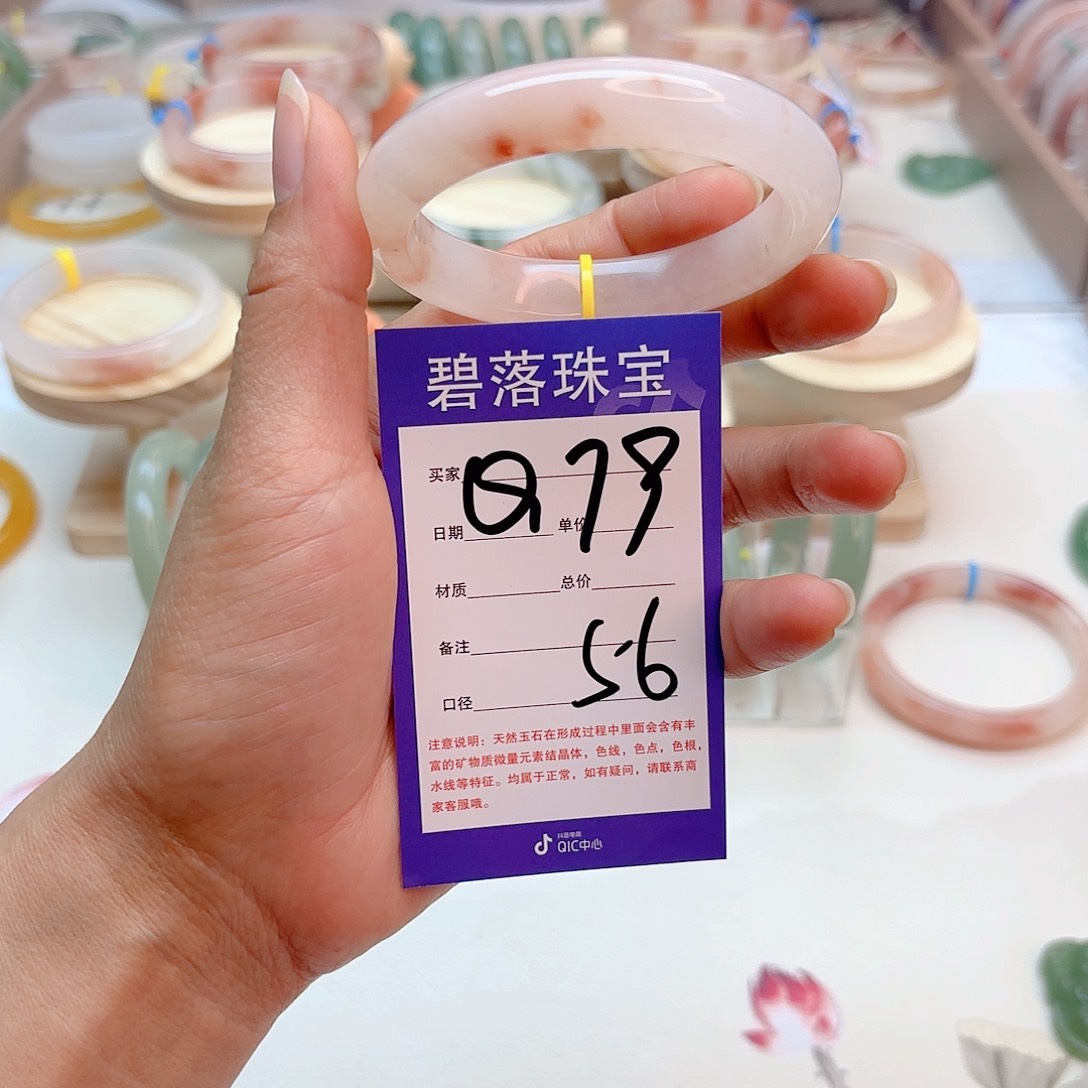 碧落珠宝
买家 Q79
日期 单价
材质 总价
备注
口径 56
注意说明：天然玉石在形成过程中里面会含有丰
富的矿物质微量元素结晶体，色线，色点，色根，
水线等特征。均属于正常，如有疑问，请联系商
家客服哦。
抖音电商
QIC中心